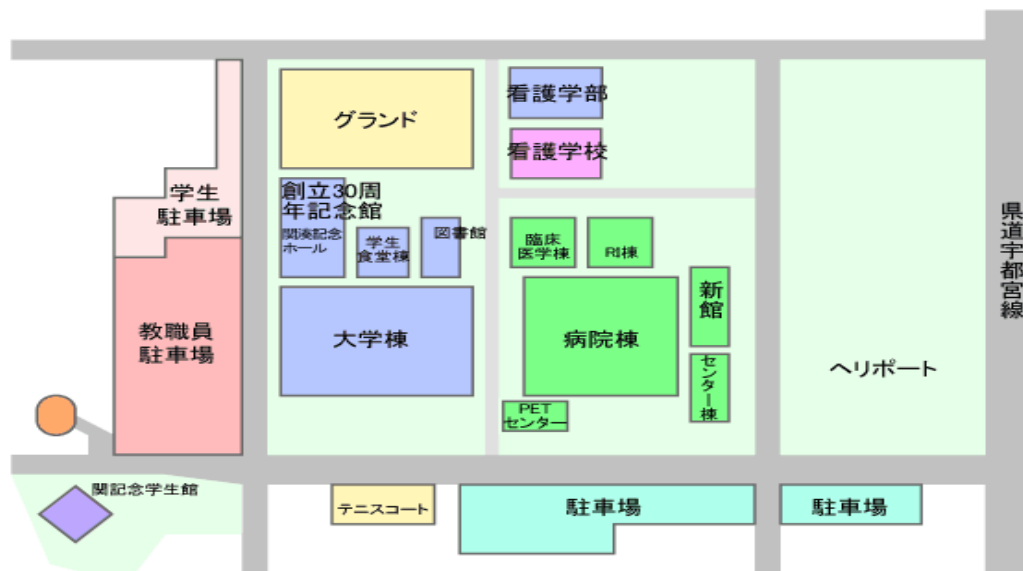 グランド
看護学部
看護学校
学生
駐車場
創立30周
年記念館
関湊記念
ホール
学生
食堂棟
図書館
臨床
医学棟
RI棟
県道宇都宮線
教職員
駐車場
大学棟
病院棟
新館
センター棟
ヘリポート
PET
センター
関記念学生館
テニスコート
駐車場
駐車場